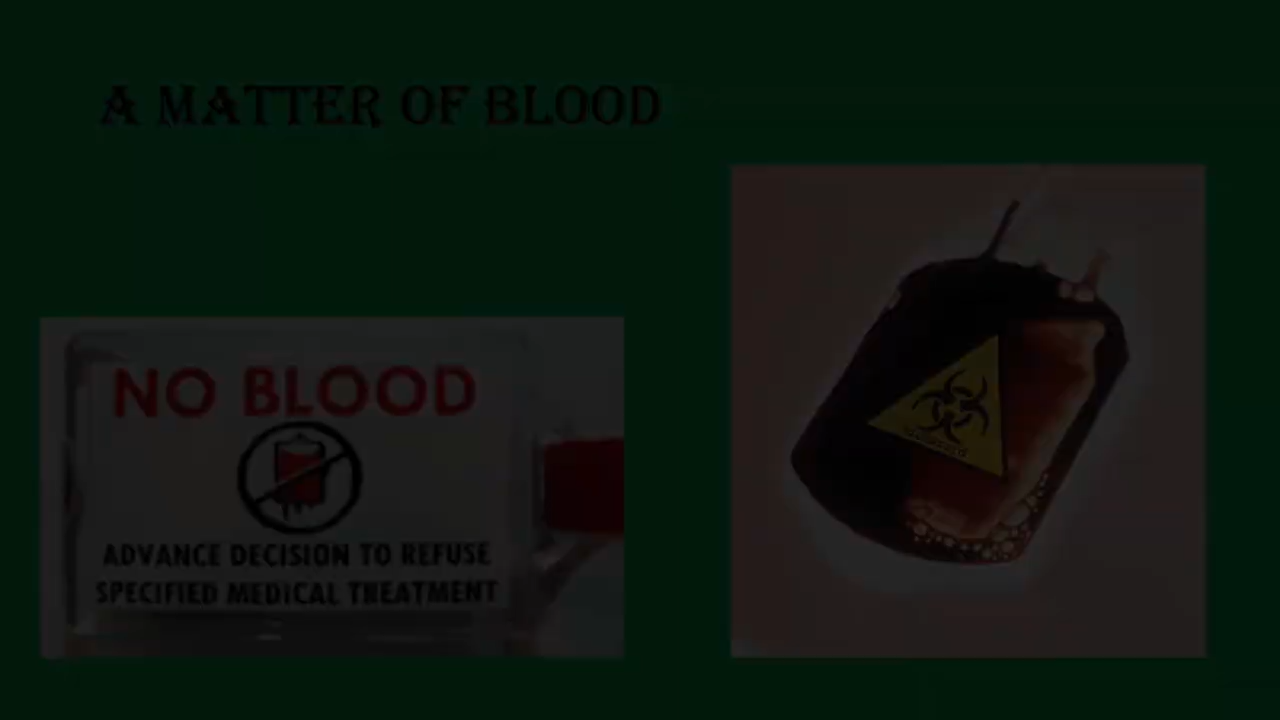 A MATTER OF BLOOD
NO BLOOD
ADVANCE DECISION TO REFUSE
SPECIFIED MEDICAL TREATMENT